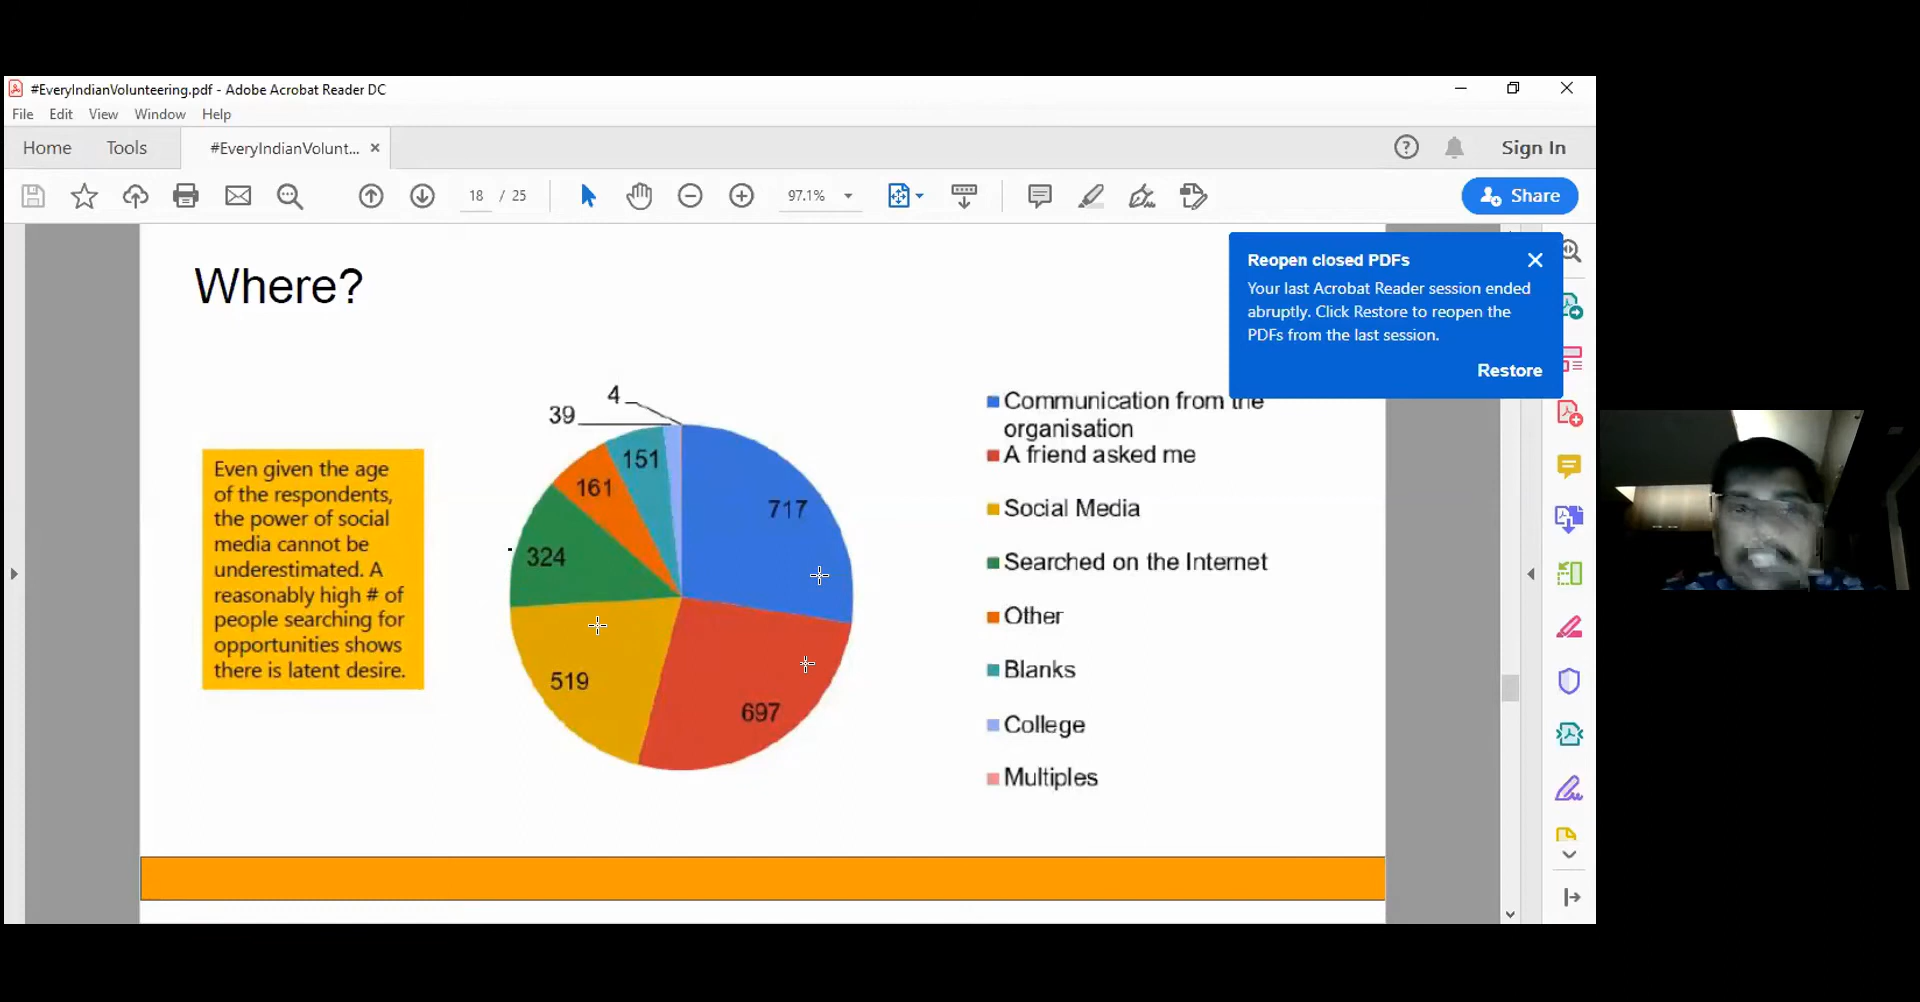 #EveryIndianVolunteering.pdf - Adobe Acrobat Reader DC
File Edit View Window Help
Home Tools #EveryIndianVolunt... × Sign In
18 / 25 97.1% Share
Where?
Reopen closed PDFs
Your last Acrobat Reader session ended
abruptly. Click Restore to reopen the
PDFs from the last session.
Restore
Even given the age
of the respondents,
the power of social
media cannot be
underestimated. A
reasonably high # of
people searching for
opportunities shows
there is latent desire.
4
39
151
161
717
324
519
697
Communication from the
organisation
A friend asked me
Social Media
Searched on the Internet
Other
Blanks
College
Multiples